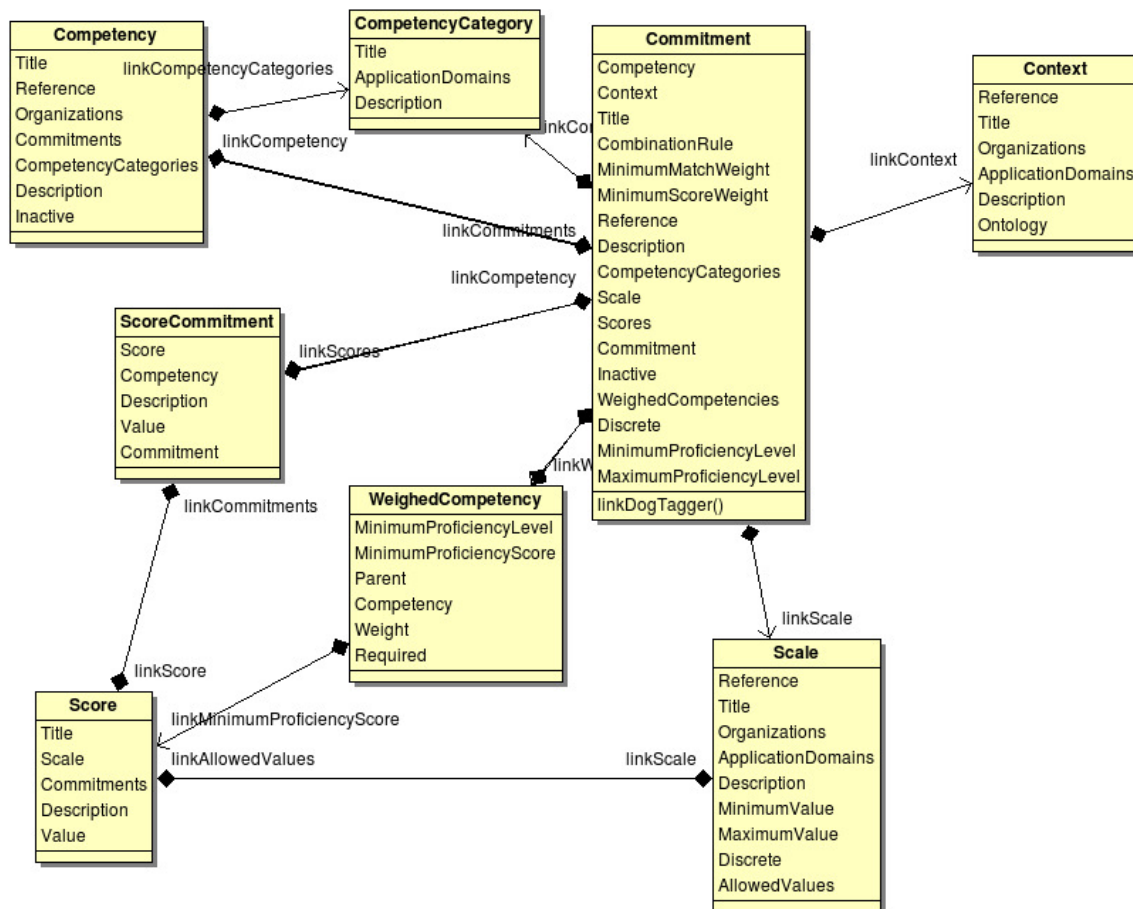 Competency
Title
Reference
Organizations
Commitments
CompetencyCategories
Description
Inactive
linkCompetencyCategories
linkCompetency
CompetencyCategory
Title
ApplicationDomains
Description
linkCo
linkCommitments
linkCompetency
Commitment
Competency
Context
Title
CombinationRule
MinimumMatchWeight
MinimumScoreWeight
Reference
Description
CompetencyCategories
Scale
Scores
Commitment
Inactive
WeighedCompetencies
Discrete
MinimumProficiencyLevel
MaximumProficiencyLevel
linkDogTagger()
linkContext
Context
Reference
Title
Organizations
ApplicationDomains
Description
Ontology
ScoreCommitment
Score
Competency
Description
Value
Commitment
linkScores
linkCommitments
linkW
WeighedCompetency
MinimumProficiencyLevel
MinimumProficiencyScore
Parent
Competency
Weight
Required
linkScore
linkMinimumProficiencyScore
linkAllowedValues
Score
Title
Scale
Commitments
Description
Value
linkScale
linkScale
Scale
Reference
Title
Organizations
ApplicationDomains
Description
MinimumValue
MaximumValue
Discrete
AllowedValues